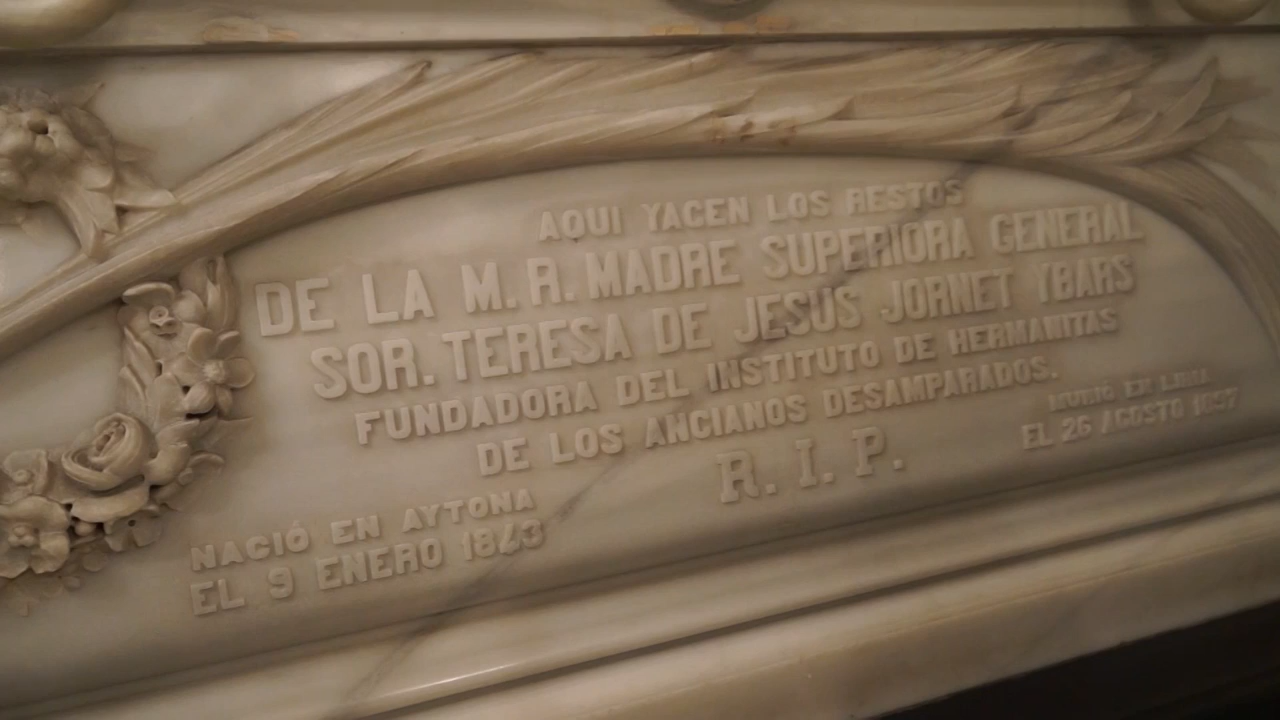 AQUI YACEN LOS RESTOS
DE LA M. R. MADRE SUPERIORA GENERAL
SOR. TERESA DE JESÚS JORNET YBARS
FUNDADORA DEL INSTITUTO DE HERMANITAS
DE LOS ANCIANOS DESAMPARADOS.
R. I. P.
NACIÓ EN AYTONA
EL 9 ENERO 1843
MURIÓ EN LIRIA
EL 26 AGOSTO 1897